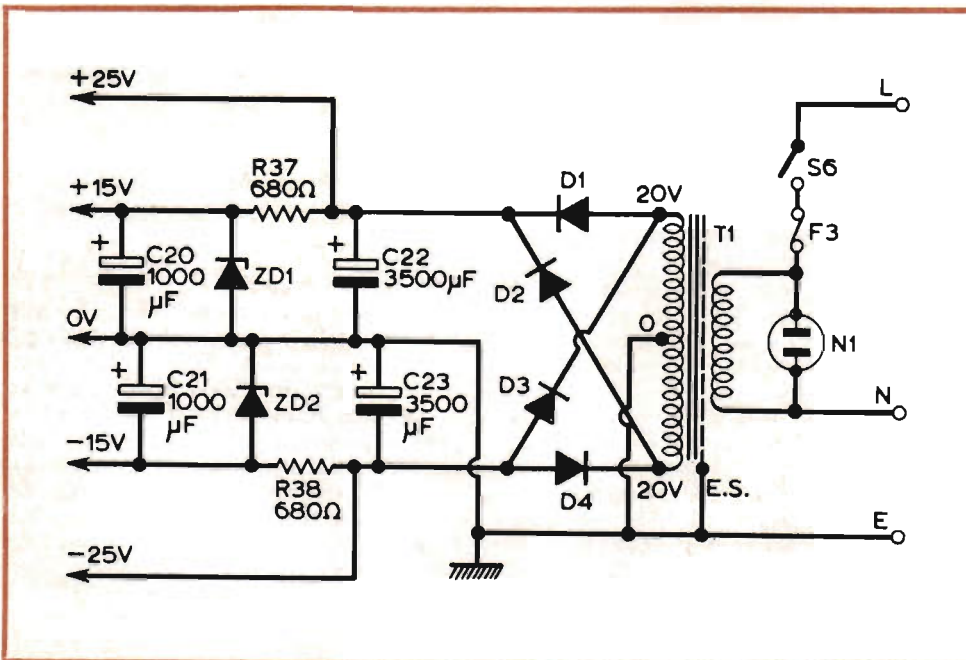 +25V
L
R37
680Ω
D1
20V
S6
+15V
T1
F3
+
C20
1000
μF
ZD1
+
C22
3500μF
D2
0V
O
N1
+
C21
1000
μF
ZD2
+
C23
3500
μF
D3
N
-15V
R38
680Ω
D4
20V
E.S.
E
-25V